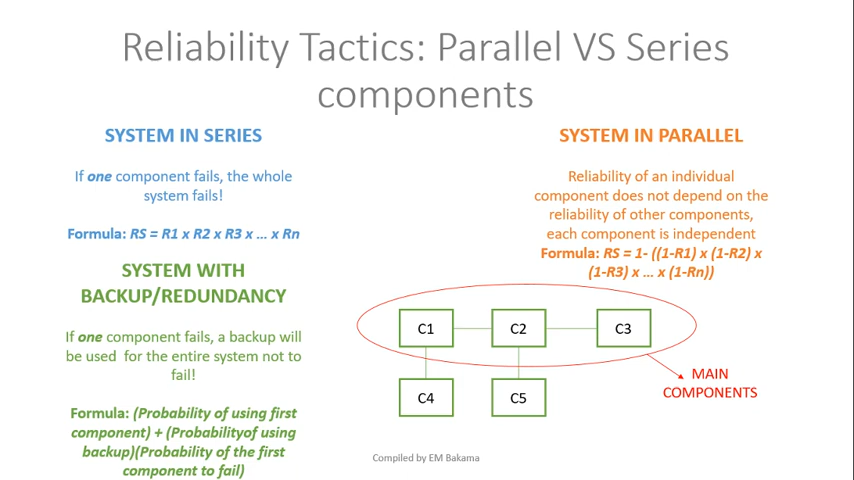 Reliability Tactics: Parallel VS Series
components
SYSTEM IN SERIES
If one component fails, the whole
system fails!
Formula: RS = R1 x R2 x R3 x ... x Rn
SYSTEM WITH
BACKUP/REDUNDANCY
If one component fails, a backup will
be used for the entire system not to
fail!
Formula: (Probability of using first
component) + (Probabilityof using
backup)(Probability of the first
component to fail)
SYSTEM IN PARALLEL
Reliability of an individual
component does not depend on the
reliability of other components,
each component is independent
Formula: RS = 1- ((1-R1) x (1-R2) x
(1-R3) x ... x (1-Rn))
C1
C2
C3
C4
C5
MAIN
COMPONENTS
Compiled by EM Bakama